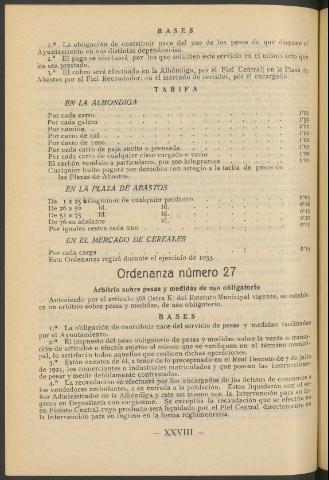 BASES
1.ª La obligación de contribuir nace del uso de los pesos de que dispone el
Ayuntamiento en sus distintas dependencias.
2.ª El pago se efectuará por los que soliciten este servicio en el mismo acto que
les sea prestado.
3.ª El cobro será efectuado en la Alhóndiga, por el Fiel Central; en la Plaza de
Abastos por el Fiel Recaudador; en el mercado de cereales, por el encargado.
TARIFA
EN LA ALHONDIGA
Por cada carro.
Por cada galera
Por camión
Por carro de cal
Por carro de yeso.
Por cada carro de paja suelta o prensada.
Por cada carro de cualquier clase cargado o vacío
El carbón vendido a particulares, por 500 kilogramos
Cualquier bulto pagará por derechos con arreglo a la tarifa de pesos de
las Plazas de Abastos.
EN LA PLAZA DE ABASTOS
De 1 a 25 kilogramos de cualquier producto.
De 26 a 50 id. id.
De 51 a 75 id. id.
De 76 en adelante id.
Por iguales cestos cada uno
EN EL MERCADO DE CEREALES
Por cada carga
Esta Ordenanza regirá durante el ejercicio de 1933.
Ordenanza número 27
Arbitrio sobre pesas y medidas de uso obligatorio
Autorizado por el artículo 368 (letra K) del Estatuto Municipal vigente, se establece
un arbitrio sobre pesas y medidas, de uso obligatorio.
BASES
1.ª La obligación de contribuir nace del servicio de pesas y medidas facilitadas
por el Ayuntamiento.
2.ª El impuesto del peso obligatorio de pesas y medidas sobre la venta o transacción
de artículos o efectos sujetos al mismo que se verifiquen en el término municipal,
lo satisfarán todos aquellos que realicen dichas operaciones.
3.ª Están exentos de él, a tenor de lo preceptuado en el Real Decreto de 7 de julio
de 1921, los comerciantes e industriales matriculados y que posean las instrucciones
de pesar y medir debidamente contrastadas.
4.ª La recaudación se efectuará por los encargados de los fielatos de consumos a
los vendedores ambulantes, a su entrada a la población. Estos liquidarán con el señor
Administrador de la Alhóndiga y este así mismo con la Intervención para su ingreso
en Depositaría con cargaremo. Se exceptúa la recaudación que se efectúe en
en Fielato Central cuyo producto será liquidado por el Fiel Central directamente en
la Intervención para su ingreso en la forma reglamentaria.
— XXVIII —